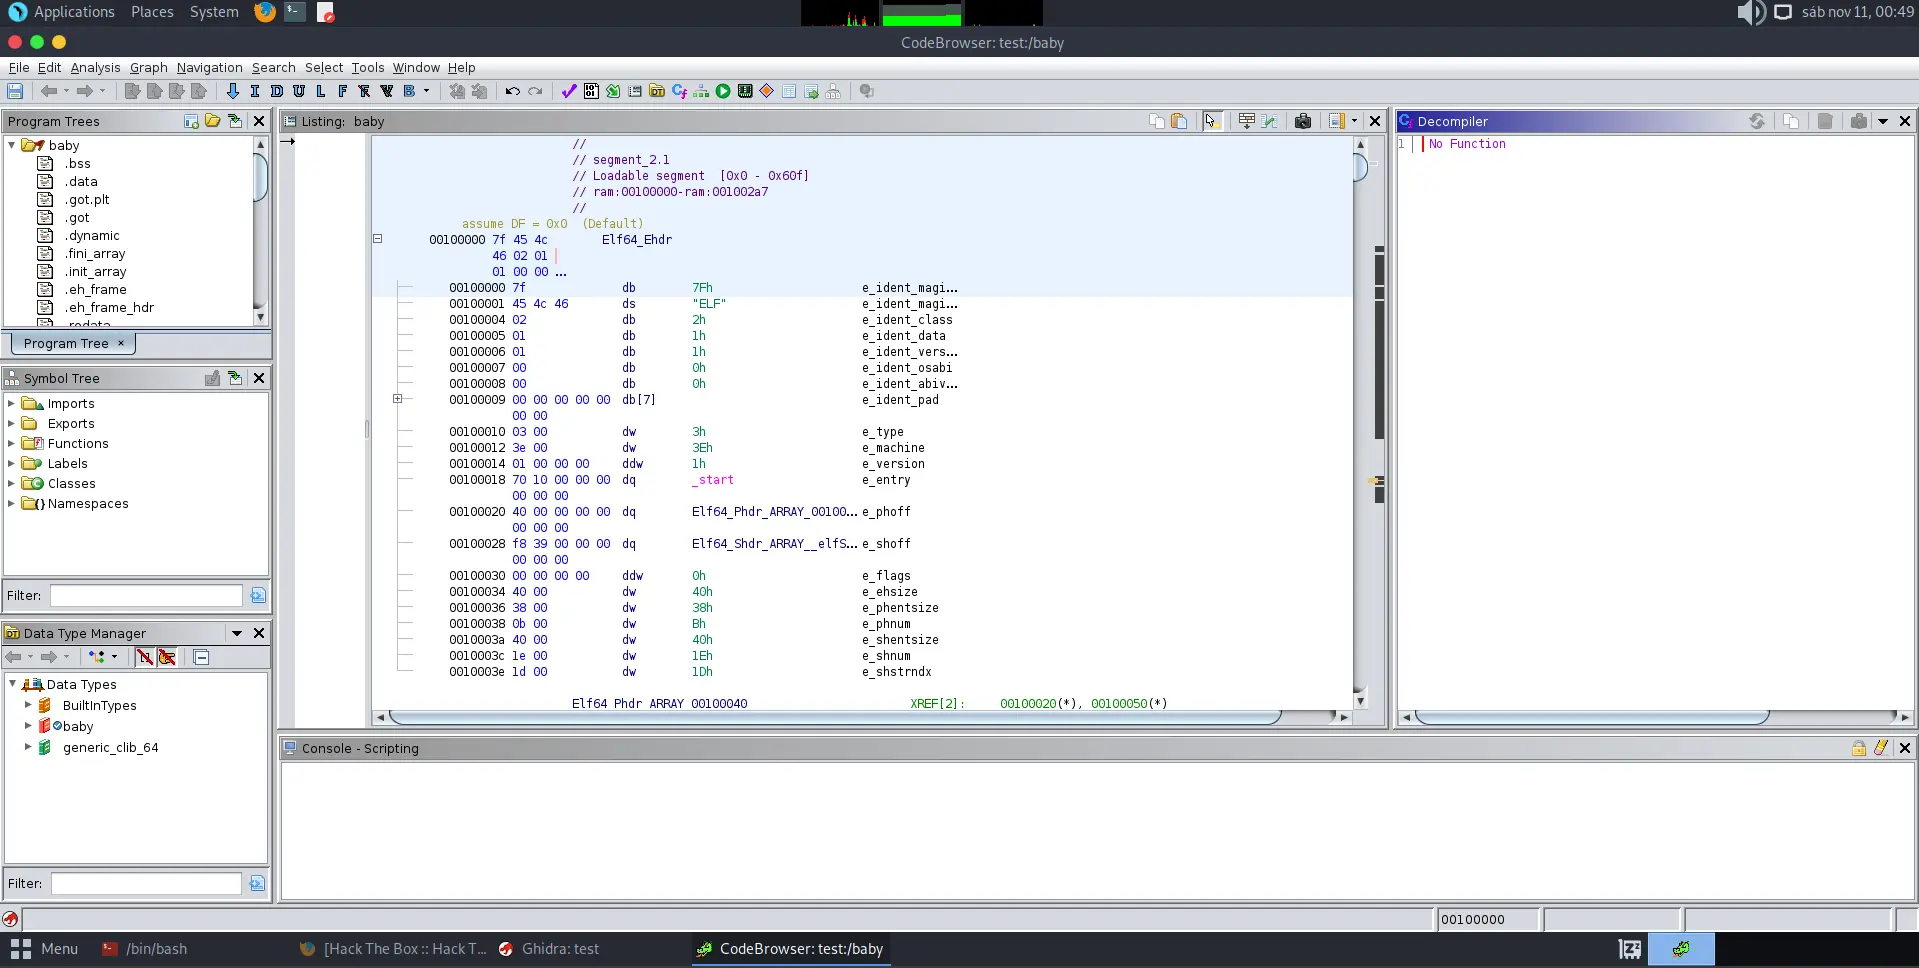 Applications Places System sáb nov 11, 00:49
CodeBrowser: test:/baby
File Edit Analysis Graph Navigation Search Select Tools Window Help
I D U L F B
Program Trees
baby
.bss
.data
.got.plt
.got
.dynamic
.fini_array
.init_array
.eh_frame
.eh_frame_hdr
.rodata
Program Tree ×
Symbol Tree
Imports
Exports
Functions
Labels
Classes
Namespaces
Filter:
Data Type Manager
Data Types
BuiltInTypes
baby
generic_clib_64
Filter:
Listing: baby
//
// segment_2.1
// Loadable segment [0x0 - 0x60f]
// ram:00100000-ram:001002a7
//
assume DF = 0x0 (Default)
00100000 7f 45 4c Elf64_Ehdr
46 02 01
01 00 00 ...
00100000 7f db 7Fh e_ident_magi...
00100001 45 4c 46 ds "ELF" e_ident_magi...
00100004 02 db 2h e_ident_class
00100005 01 db 1h e_ident_data
00100006 01 db 1h e_ident_vers...
00100007 00 db 0h e_ident_osabi
00100008 00 db 0h e_ident_abiv...
00100009 00 00 00 00 00 db[7] e_ident_pad
00 00
00100010 03 00 dw 3h e_type
00100012 3e 00 dw 3Eh e_machine
00100014 01 00 00 00 ddw 1h e_version
00100018 70 10 00 00 00 dq _start e_entry
00 00 00
00100020 40 00 00 00 00 dq Elf64_Phdr_ARRAY_00100... e_phoff
00 00 00
00100028 f8 39 00 00 00 dq Elf64_Shdr_ARRAY__elfS... e_shoff
00 00 00
00100030 00 00 00 00 ddw 0h e_flags
00100034 40 00 dw 40h e_ehsize
00100036 38 00 dw 38h e_phentsize
00100038 0b 00 dw Bh e_phnum
0010003a 40 00 dw 40h e_shentsize
0010003c 1e 00 dw 1Eh e_shnum
0010003e 1d 00 dw 1Dh e_shstrndx
Elf64_Phdr_ARRAY_00100040 XREF[2]: 00100020(*), 00100050(*)
Decompiler
1 No Function
Console - Scripting
00100000
Menu /bin/bash [Hack The Box :: Hack T... Ghidra: test CodeBrowser: test:/baby